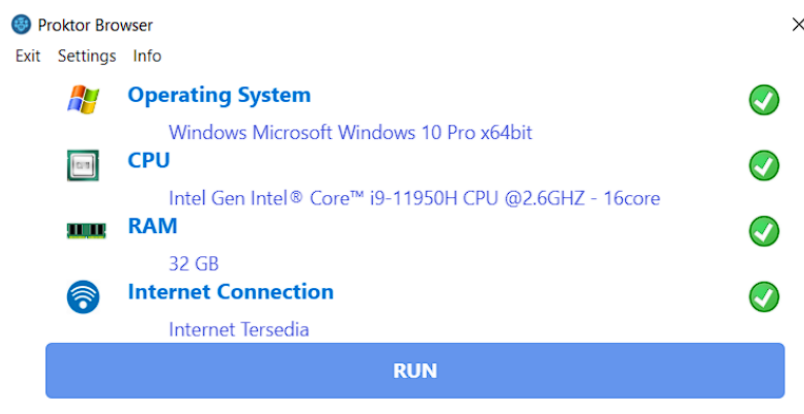 Proktor Browser
Exit Settings Info
Operating System
Windows Microsoft Windows 10 Pro x64bit
CPU
Intel Gen Intel® Core™ i9-11950H CPU @2.6GHZ - 16core
RAM
32 GB
Internet Connection
Internet Tersedia
RUN